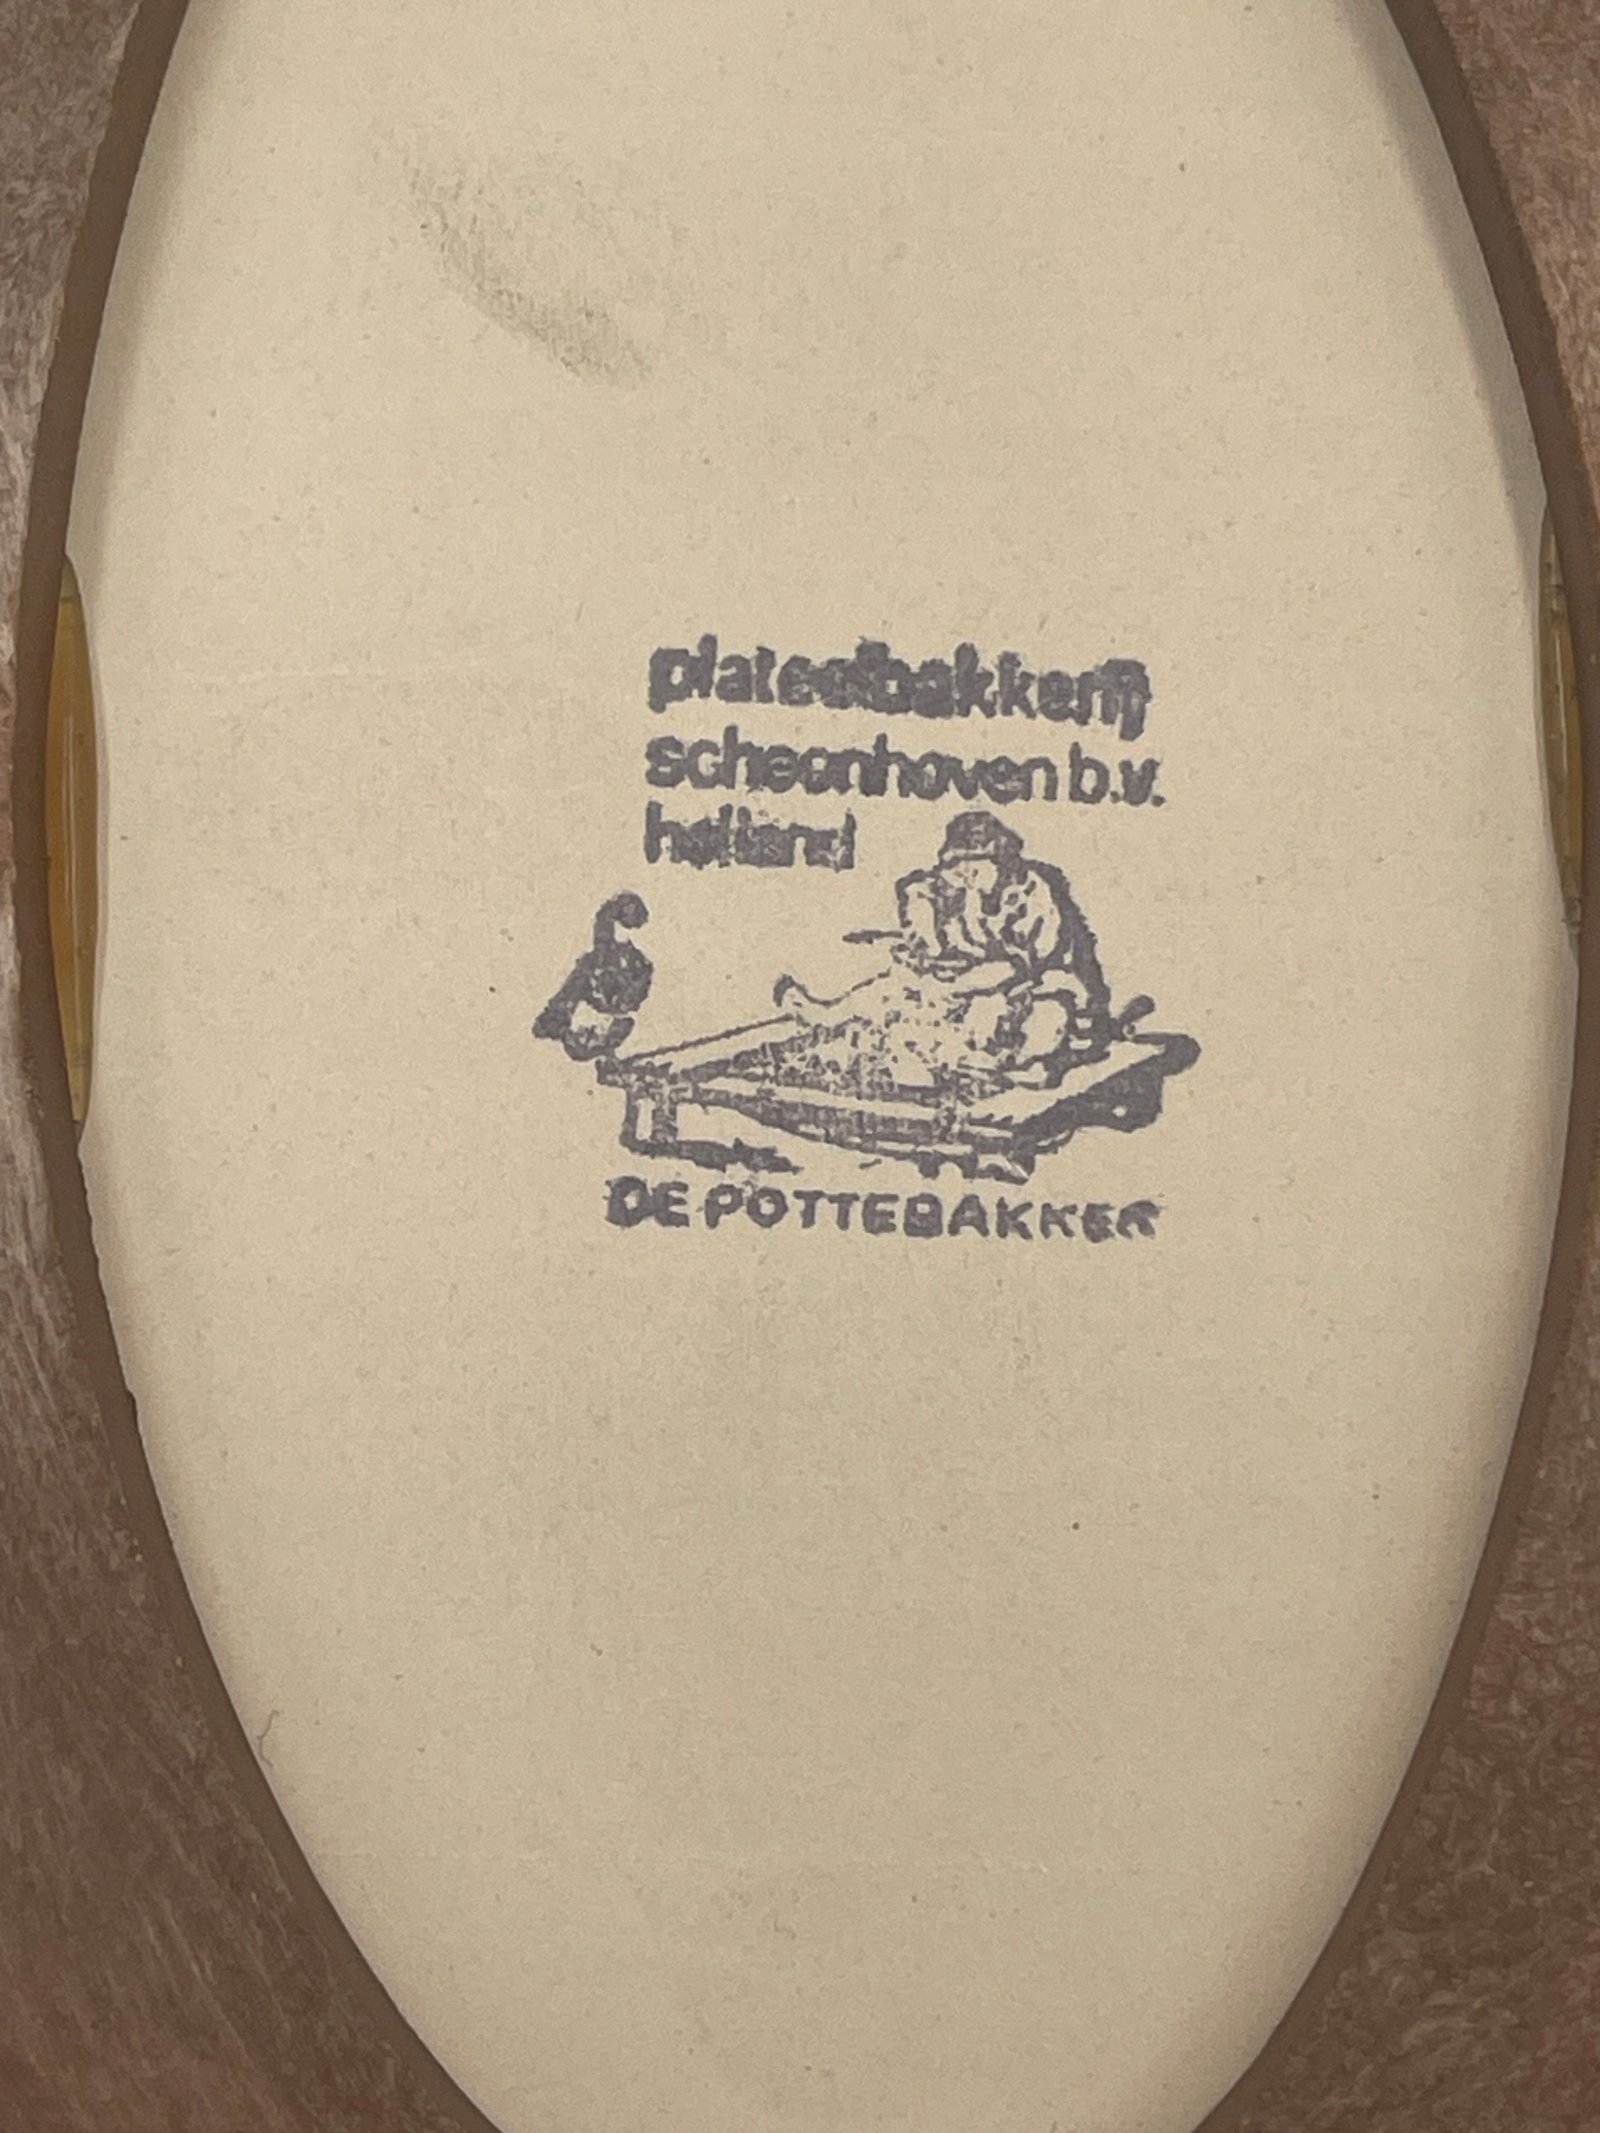 plateelbakkerij
schoonhoven b.v.
holland
DE POTTEBAKKER